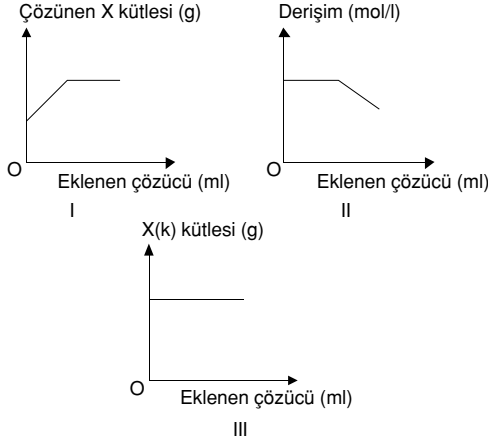 Çözünen X kütlesi (g)
O
Eklenen çözücü (ml)
I
Derişim (mol/l)
O
Eklenen çözücü (ml)
II
X(k) kütlesi (g)
O
Eklenen çözücü (ml)
III